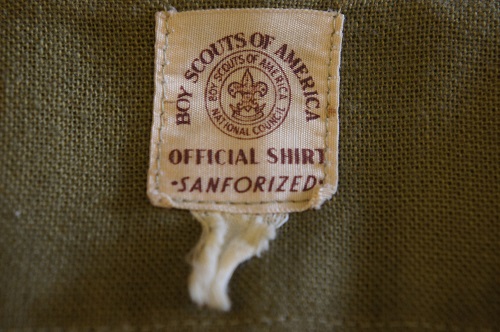 BOY SCOUTS OF AMERICA
BOY SCOUTS OF AMERICA
NATIONAL COUNCIL
OFFICIAL SHIRT
•SANFORIZED•